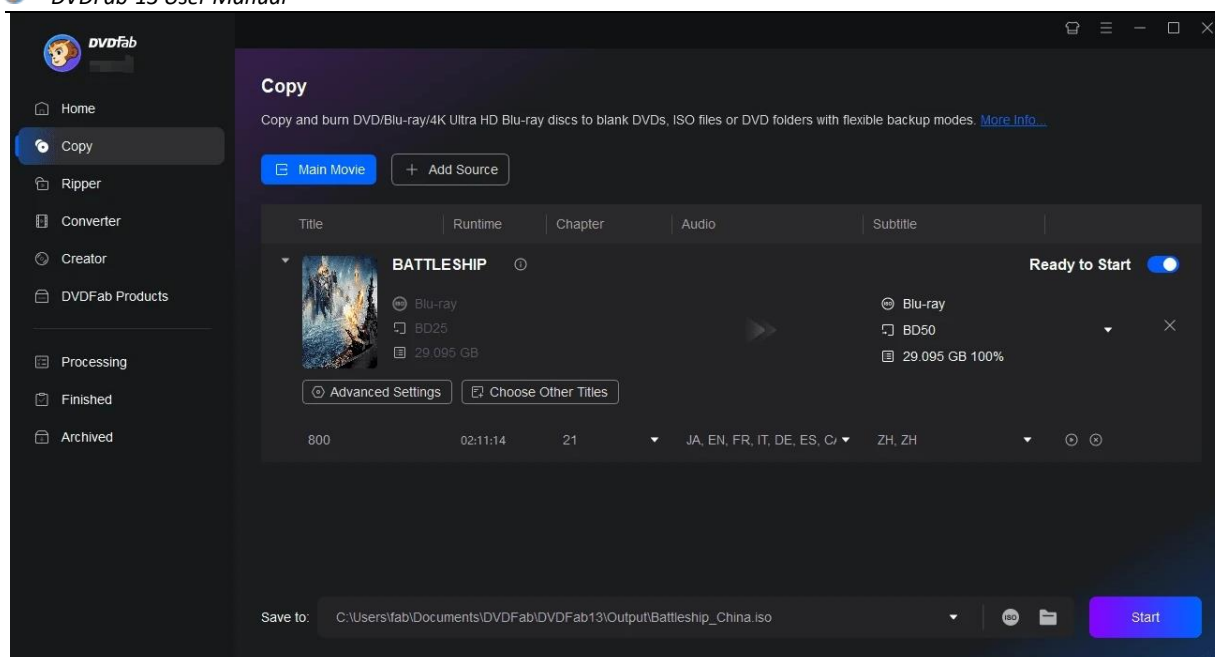 DVDFab 13 User Manual
DVDFab
Home
Copy
Ripper
Converter
Creator
DVDFab Products
Processing
Finished
Archived
Copy
Copy and burn DVD/Blu-ray/4K Ultra HD Blu-ray discs to blank DVDs, ISO files or DVD folders with flexible backup modes. More Info...
Main Movie + Add Source
Title Runtime Chapter Audio Subtitle
BATTLESHIP Ready to Start
Blu-ray Blu-ray
BD25 BD50
29.095 GB 29.095 GB 100%
Advanced Settings Choose Other Titles
800 02:11:14 21 JA, EN, FR, IT, DE, ES, ZH, ZH
Save to: C:\Users\fab\Documents\DVDFab\DVDFab13\Output\Battleship_China.iso ISO Start